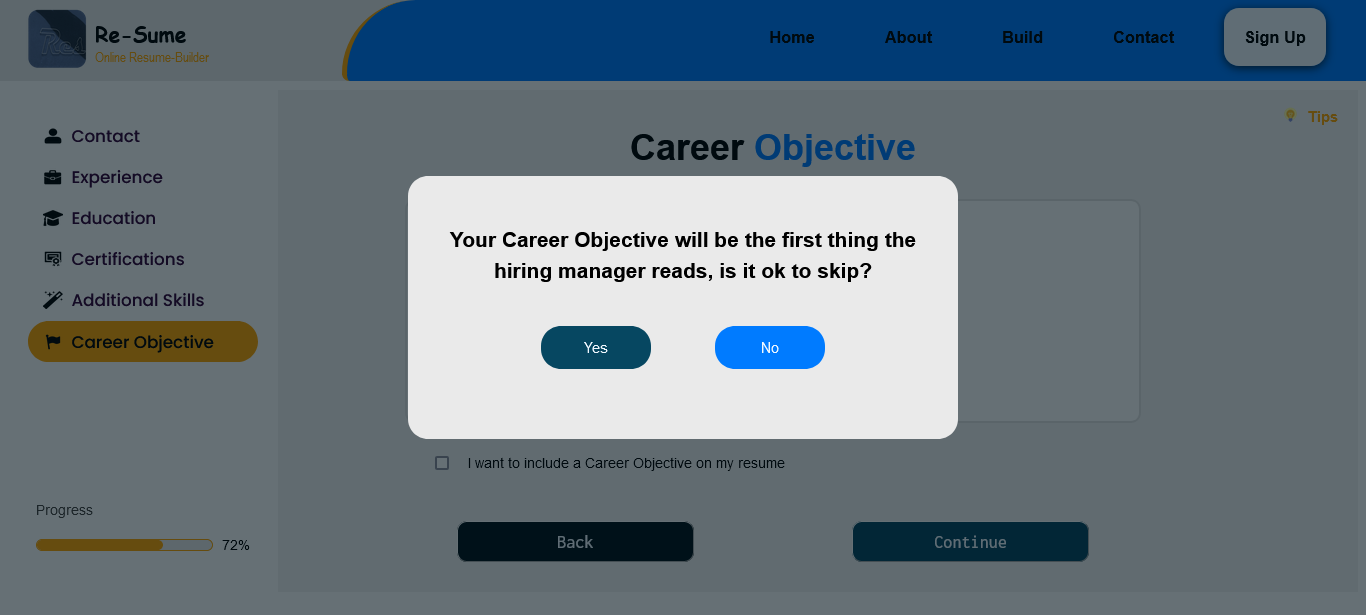 Re-Sume
Online Resume-Builder
Home
About
Build
Contact
Sign Up
Contact
Experience
Education
Certifications
Additional Skills
Career Objective
Progress
72%
Tips
Career Objective
Your Career Objective will be the first thing the
hiring manager reads, is it ok to skip?
Yes
No
I want to include a Career Objective on my resume
Back
Continue